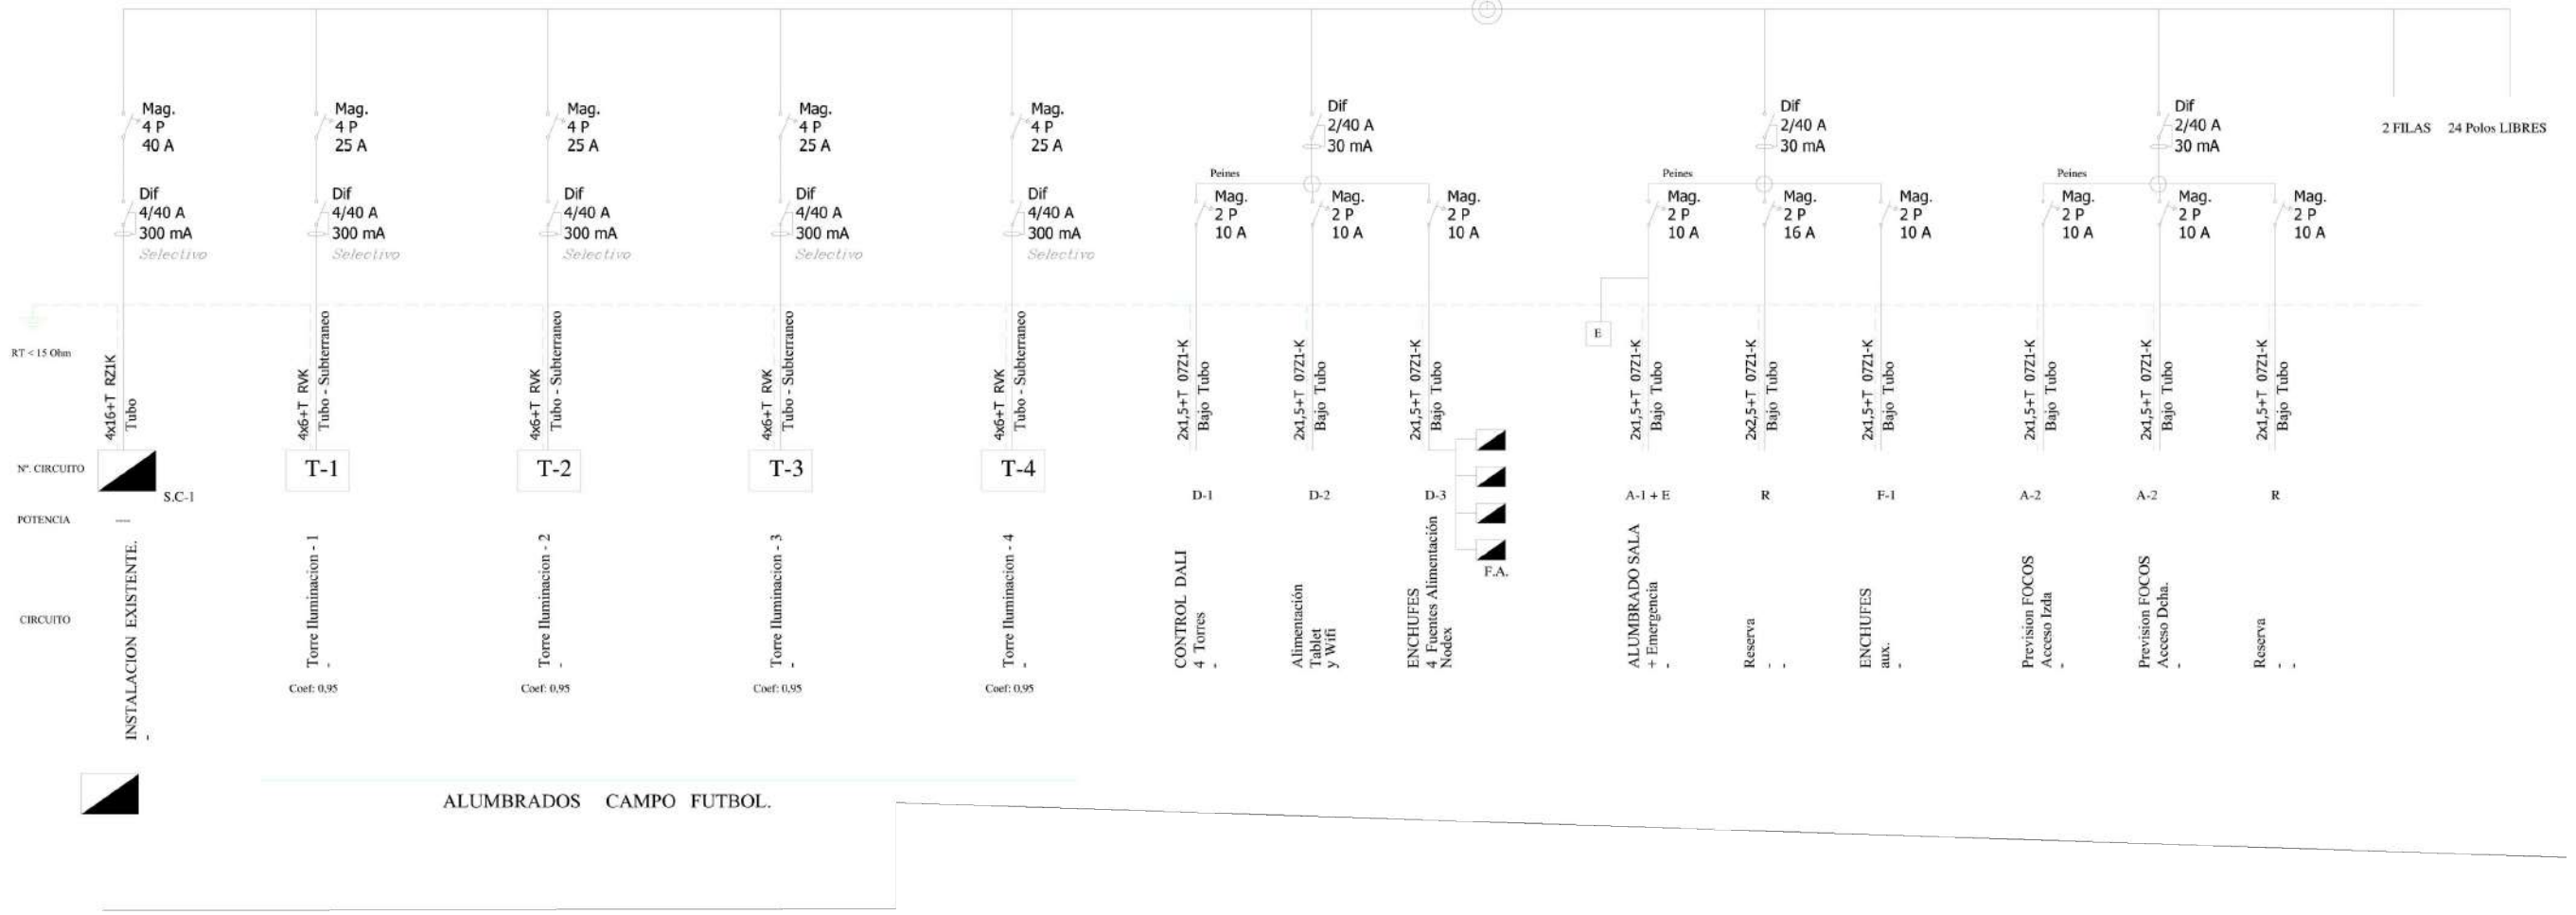 Mag.
4 P
40 A
Mag.
4 P
25 A
Mag.
4 P
25 A
Mag.
4 P
25 A
Mag.
4 P
25 A
Dif
2/40 A
30 mA
Dif
2/40 A
30 mA
Dif
2/40 A
30 mA
2 FILAS
24 Polos LIBRES
Dif
4/40 A
300 mA
Selectivo
Dif
4/40 A
300 mA
Selectivo
Dif
4/40 A
300 mA
Selectivo
Dif
4/40 A
300 mA
Selectivo
Dif
4/40 A
300 mA
Selectivo
Peines
Mag.
2 P
10 A
Mag.
2 P
10 A
Mag.
2 P
10 A
Peines
Mag.
2 P
10 A
Mag.
2 P
16 A
Mag.
2 P
10 A
Peines
Mag.
2 P
10 A
Mag.
2 P
10 A
Mag.
2 P
10 A
E
RT < 15 Ohm
4x16+T RZ1K
Tubo
4x6+T RVK
Tubo - Subterraneo
4x6+T RVK
Tubo - Subterraneo
4x6+T RVK
Tubo - Subterraneo
4x6+T RVK
Tubo - Subterraneo
2x1,5+T 07Z1-K
Bajo Tubo
2x1,5+T 07Z1-K
Bajo Tubo
2x1,5+T 07Z1-K
Bajo Tubo
2x1,5+T 07Z1-K
Bajo Tubo
2x2,5+T 07Z1-K
Bajo Tubo
2x1,5+T 07Z1-K
Bajo Tubo
2x1,5+T 07Z1-K
Bajo Tubo
2x1,5+T 07Z1-K
Bajo Tubo
2x1,5+T 07Z1-K
Bajo Tubo
Nº. CIRCUITO
S.C-1
T-1
T-2
T-3
T-4
D-1
D-2
D-3
A-1 + E
R
F-1
A-2
A-2
R
F.A.
POTENCIA
----
CIRCUITO
INSTALACION EXISTENTE.
-
Torre Iluminacion - 1
-
Torre Iluminacion - 2
-
Torre Iluminacion - 3
-
Torre Iluminacion - 4
-
CONTROL DALI
4 Torres
-
Alimentación
Tablet
y Wifi
ENCHUFES
4 Fuentes Alimentación
Nodex
ALUMBRADO SALA
+ Emergencia
-
Reserva
-
-
ENCHUFES
aux.
-
Prevision FOCOS
Acceso Izda
-
Prevision FOCOS
Acceso Dcha.
-
Reserva
-
-
Coef: 0,95
Coef: 0,95
Coef: 0,95
Coef: 0,95
ALUMBRADOS CAMPO FUTBOL.